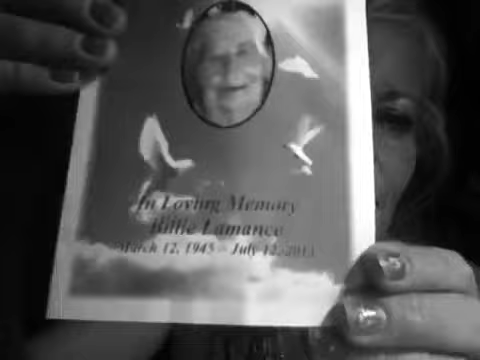 In Loving Memory
Billie Lamance
March 12, 1945 - July 12, 2013